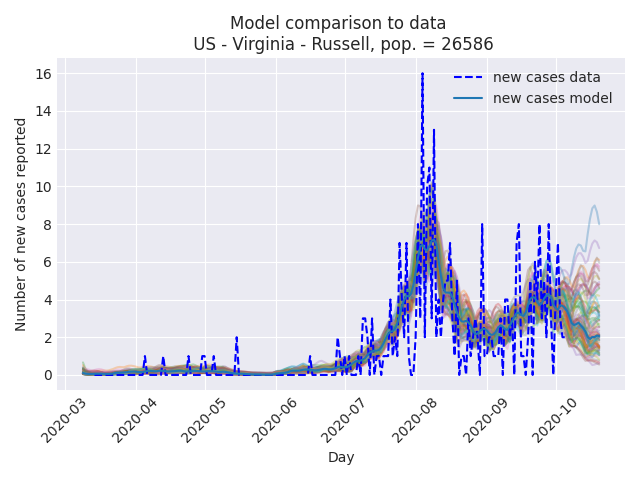 Model comparison to data
US - Virginia - Russell, pop. = 26586
new cases data
new cases model
Number of new cases reported
16
14
12
10
8
6
4
2
0
2020-03
2020-04
2020-05
2020-06
2020-07
2020-08
2020-09
2020-10
Day